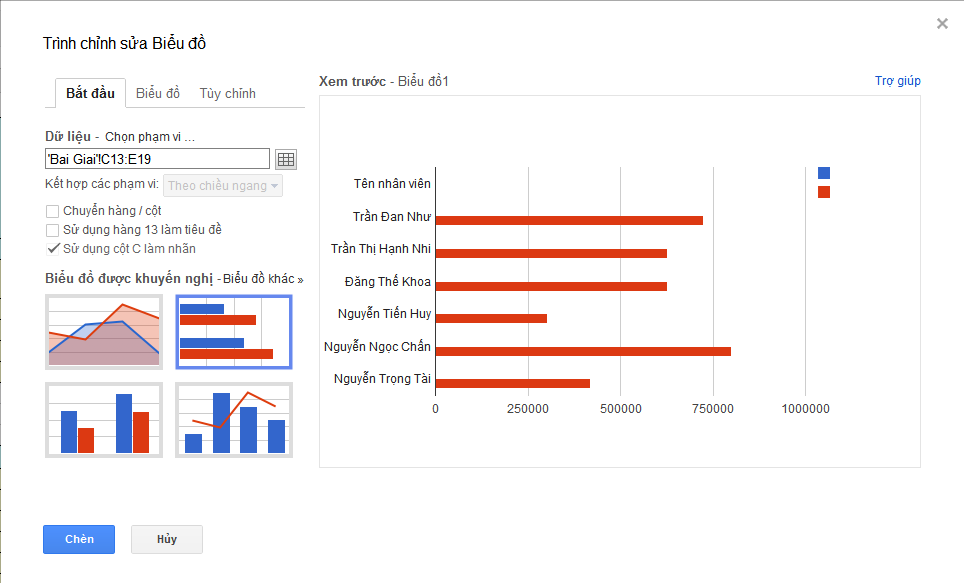 Trình chỉnh sửa Biểu đồ
Bắt đầu Biểu đồ Tùy chỉnh
Dữ liệu - Chọn phạm vi ...
'Bai Giai'!C13:E19
Kết hợp các phạm vi: Theo chiều ngang
Chuyển hàng / cột
Sử dụng hàng 13 làm tiêu đề
Sử dụng cột C làm nhãn
Biểu đồ được khuyến nghị - Biểu đồ khác »
Chèn Hủy
Xem trước - Biểu đồ1 Trợ giúp
Tên nhân viên
Trần Đan Như
Trần Thị Hạnh Nhi
Đăng Thế Khoa
Nguyễn Tiến Huy
Nguyễn Ngọc Chấn
Nguyễn Trọng Tài
0 250000 500000 750000 1000000